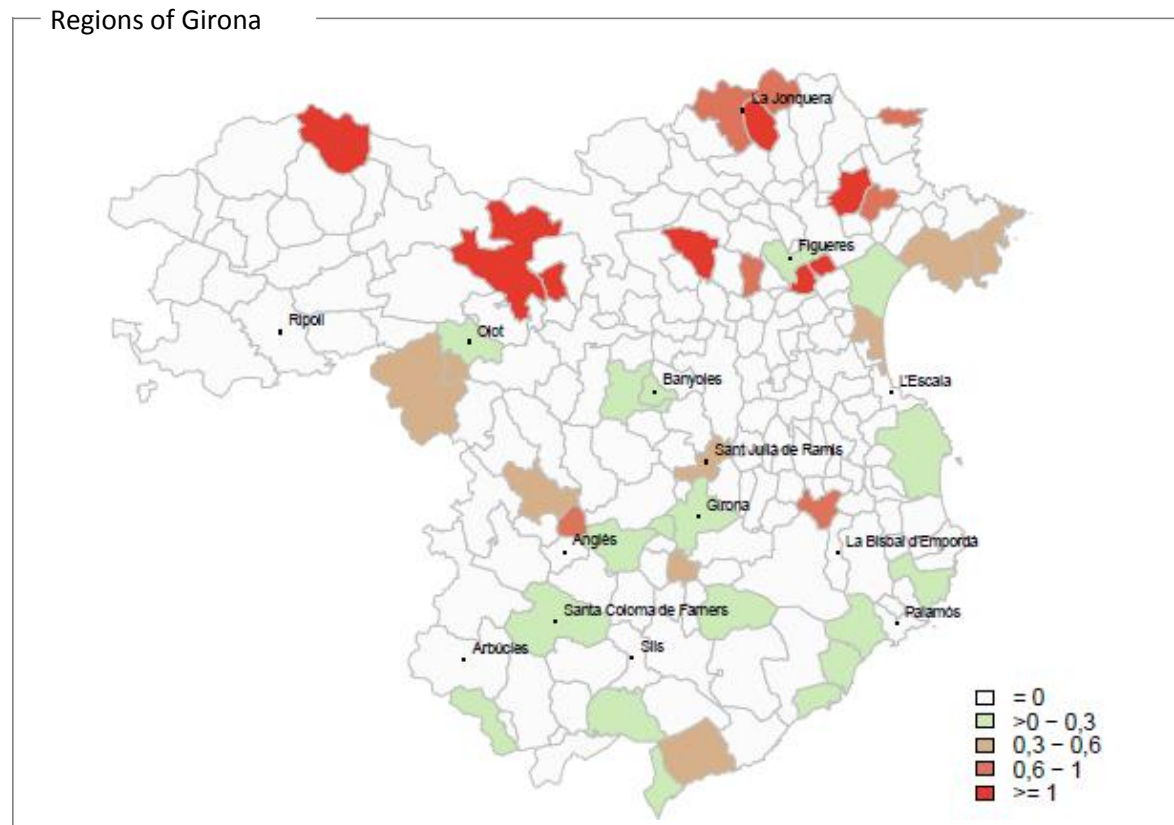 Regions of Girona
La Jonquera
Figueres
Ripoll
Olot
Banyoles
L'Escala
Sant Julià de Ramis
Girona
Anglès
La Bisbal d'Empordà
Santa Coloma de Farners
Palamós
Arbúcies
Sils
= 0
>0 – 0,3
0,3 – 0,6
0,6 – 1
>= 1